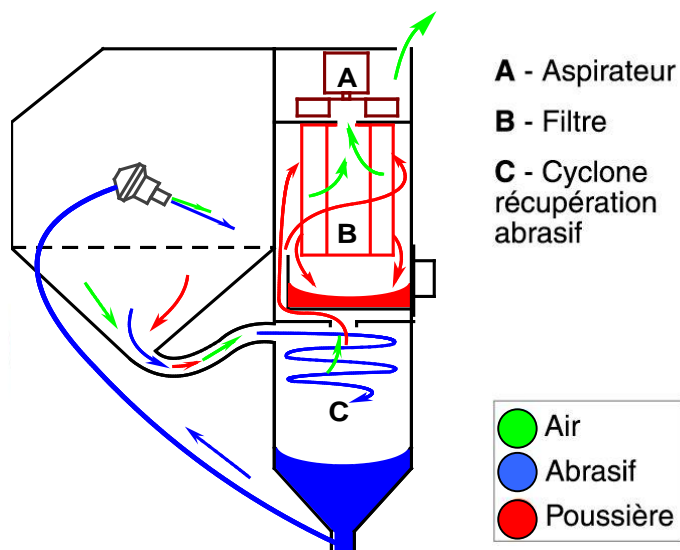 A
B
C
A - Aspirateur
B - Filtre
C - Cyclone
récupération
abrasif
Air
Abrasif
Poussière